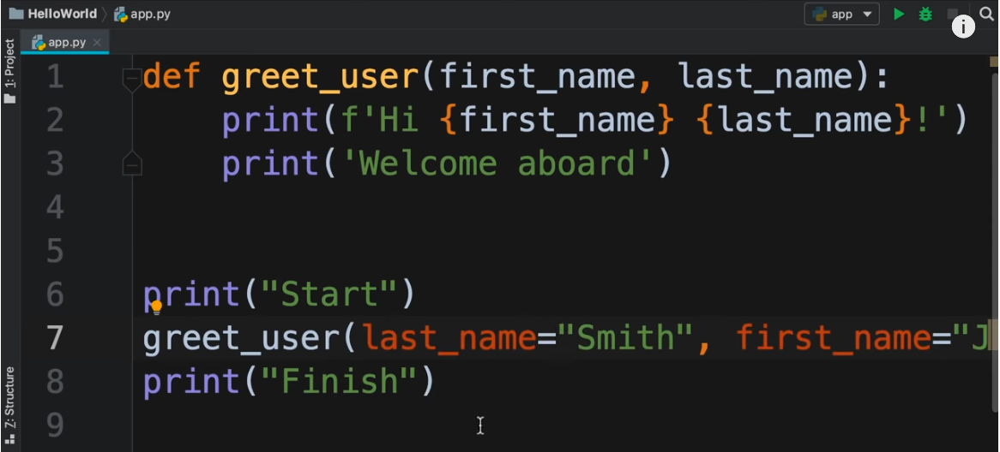 HelloWorld app.py app
app.py
1: Project
1 def greet_user(first_name, last_name):
2     print(f'Hi {first_name} {last_name}!')
3     print('Welcome aboard')
4
5
6 print("Start")
7 greet_user(last_name="Smith", first_name="J
8 print("Finish")
9
Z: Structure